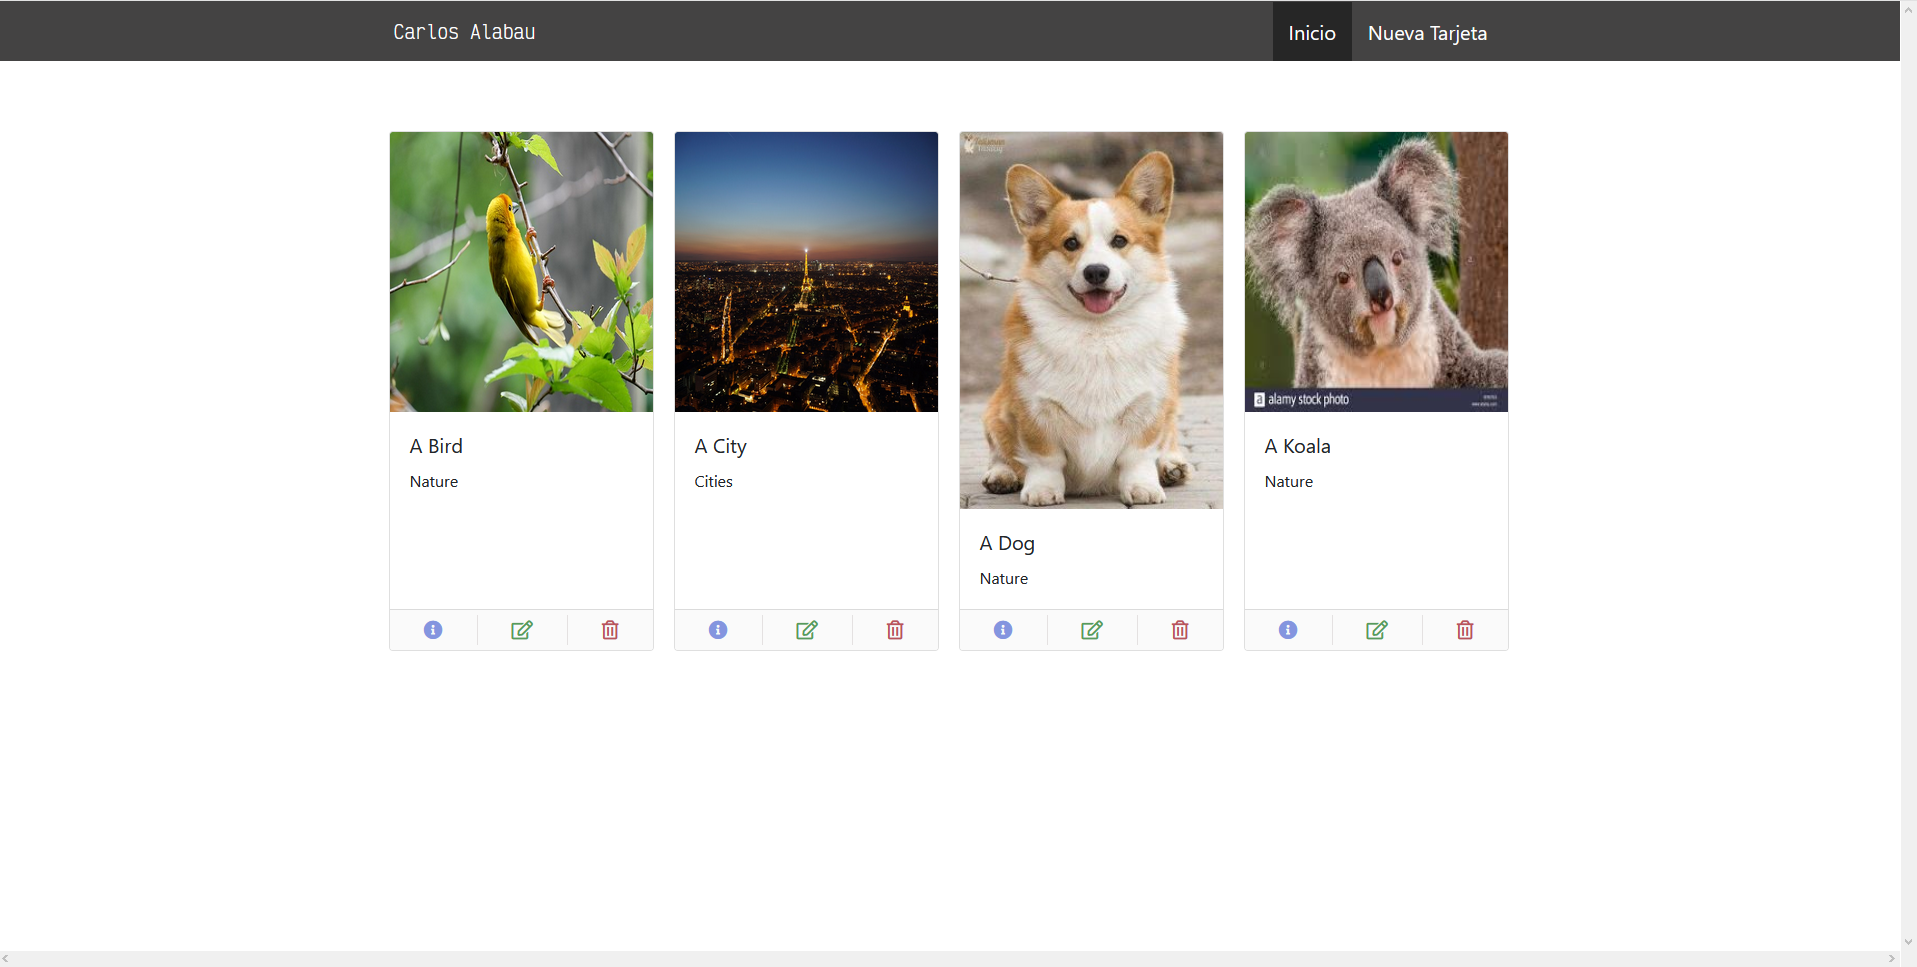 Carlos Alabau
Inicio
Nueva Tarjeta
a alamy stock photo
A Bird
Nature
A City
Cities
A Dog
Nature
A Koala
Nature